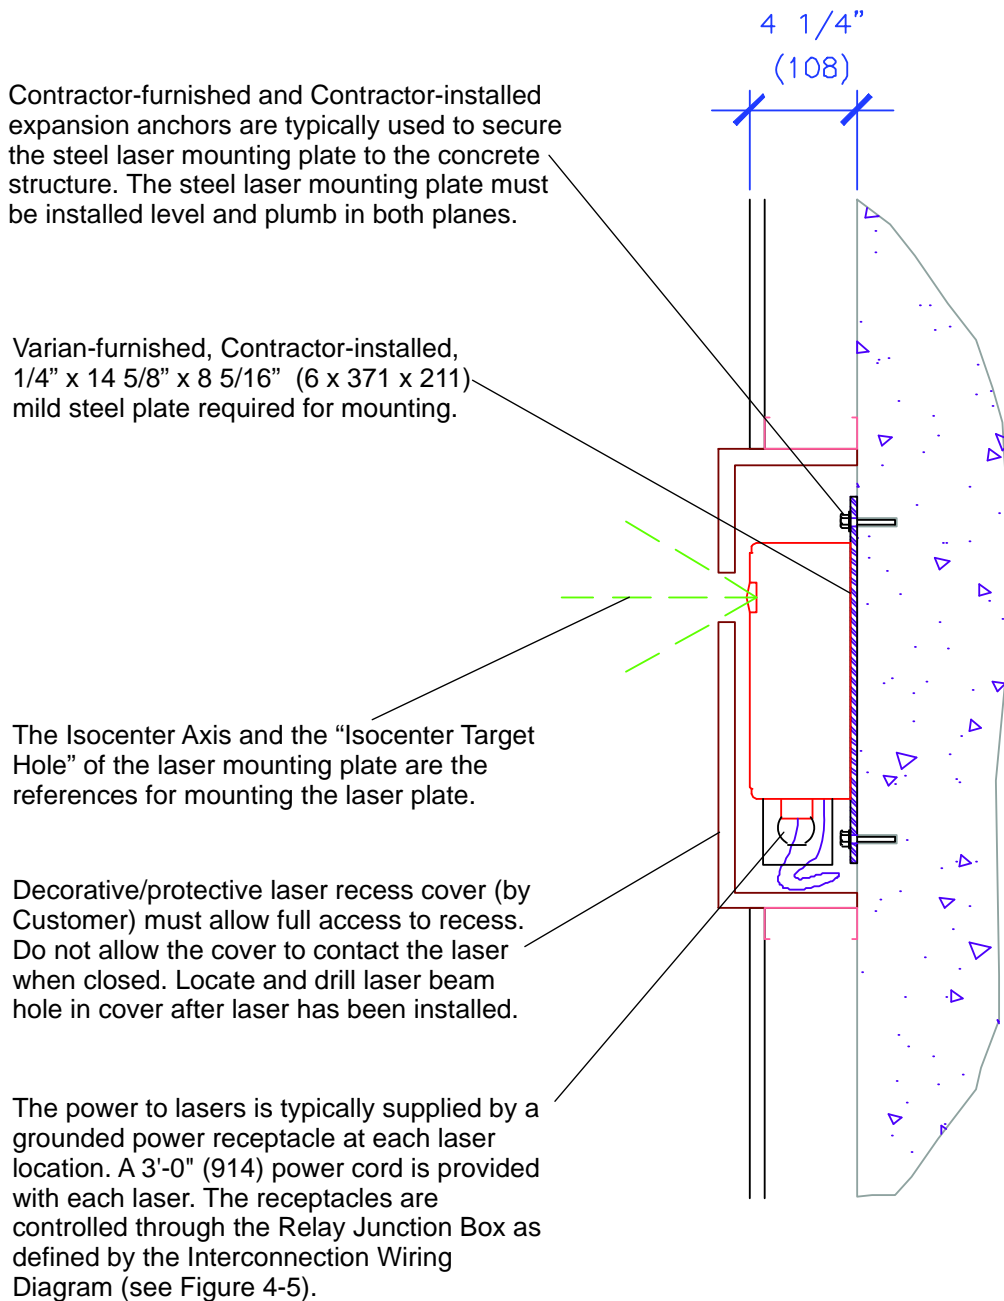 4 1/4”
(108)
Contractor-furnished and Contractor-installed
expansion anchors are typically used to secure
the steel laser mounting plate to the concrete
structure. The steel laser mounting plate must
be installed level and plumb in both planes.
Varian-furnished, Contractor-installed,
1/4” x 14 5/8” x 8 5/16” (6 x 371 x 211)
mild steel plate required for mounting.
The Isocenter Axis and the “Isocenter Target
Hole” of the laser mounting plate are the
references for mounting the laser plate.
Decorative/protective laser recess cover (by
Customer) must allow full access to recess.
Do not allow the cover to contact the laser
when closed. Locate and drill laser beam
hole in cover after laser has been installed.
The power to lasers is typically supplied by a
grounded power receptacle at each laser
location. A 3'-0" (914) power cord is provided
with each laser. The receptacles are
controlled through the Relay Junction Box as
defined by the Interconnection Wiring
Diagram (see Figure 4-5).